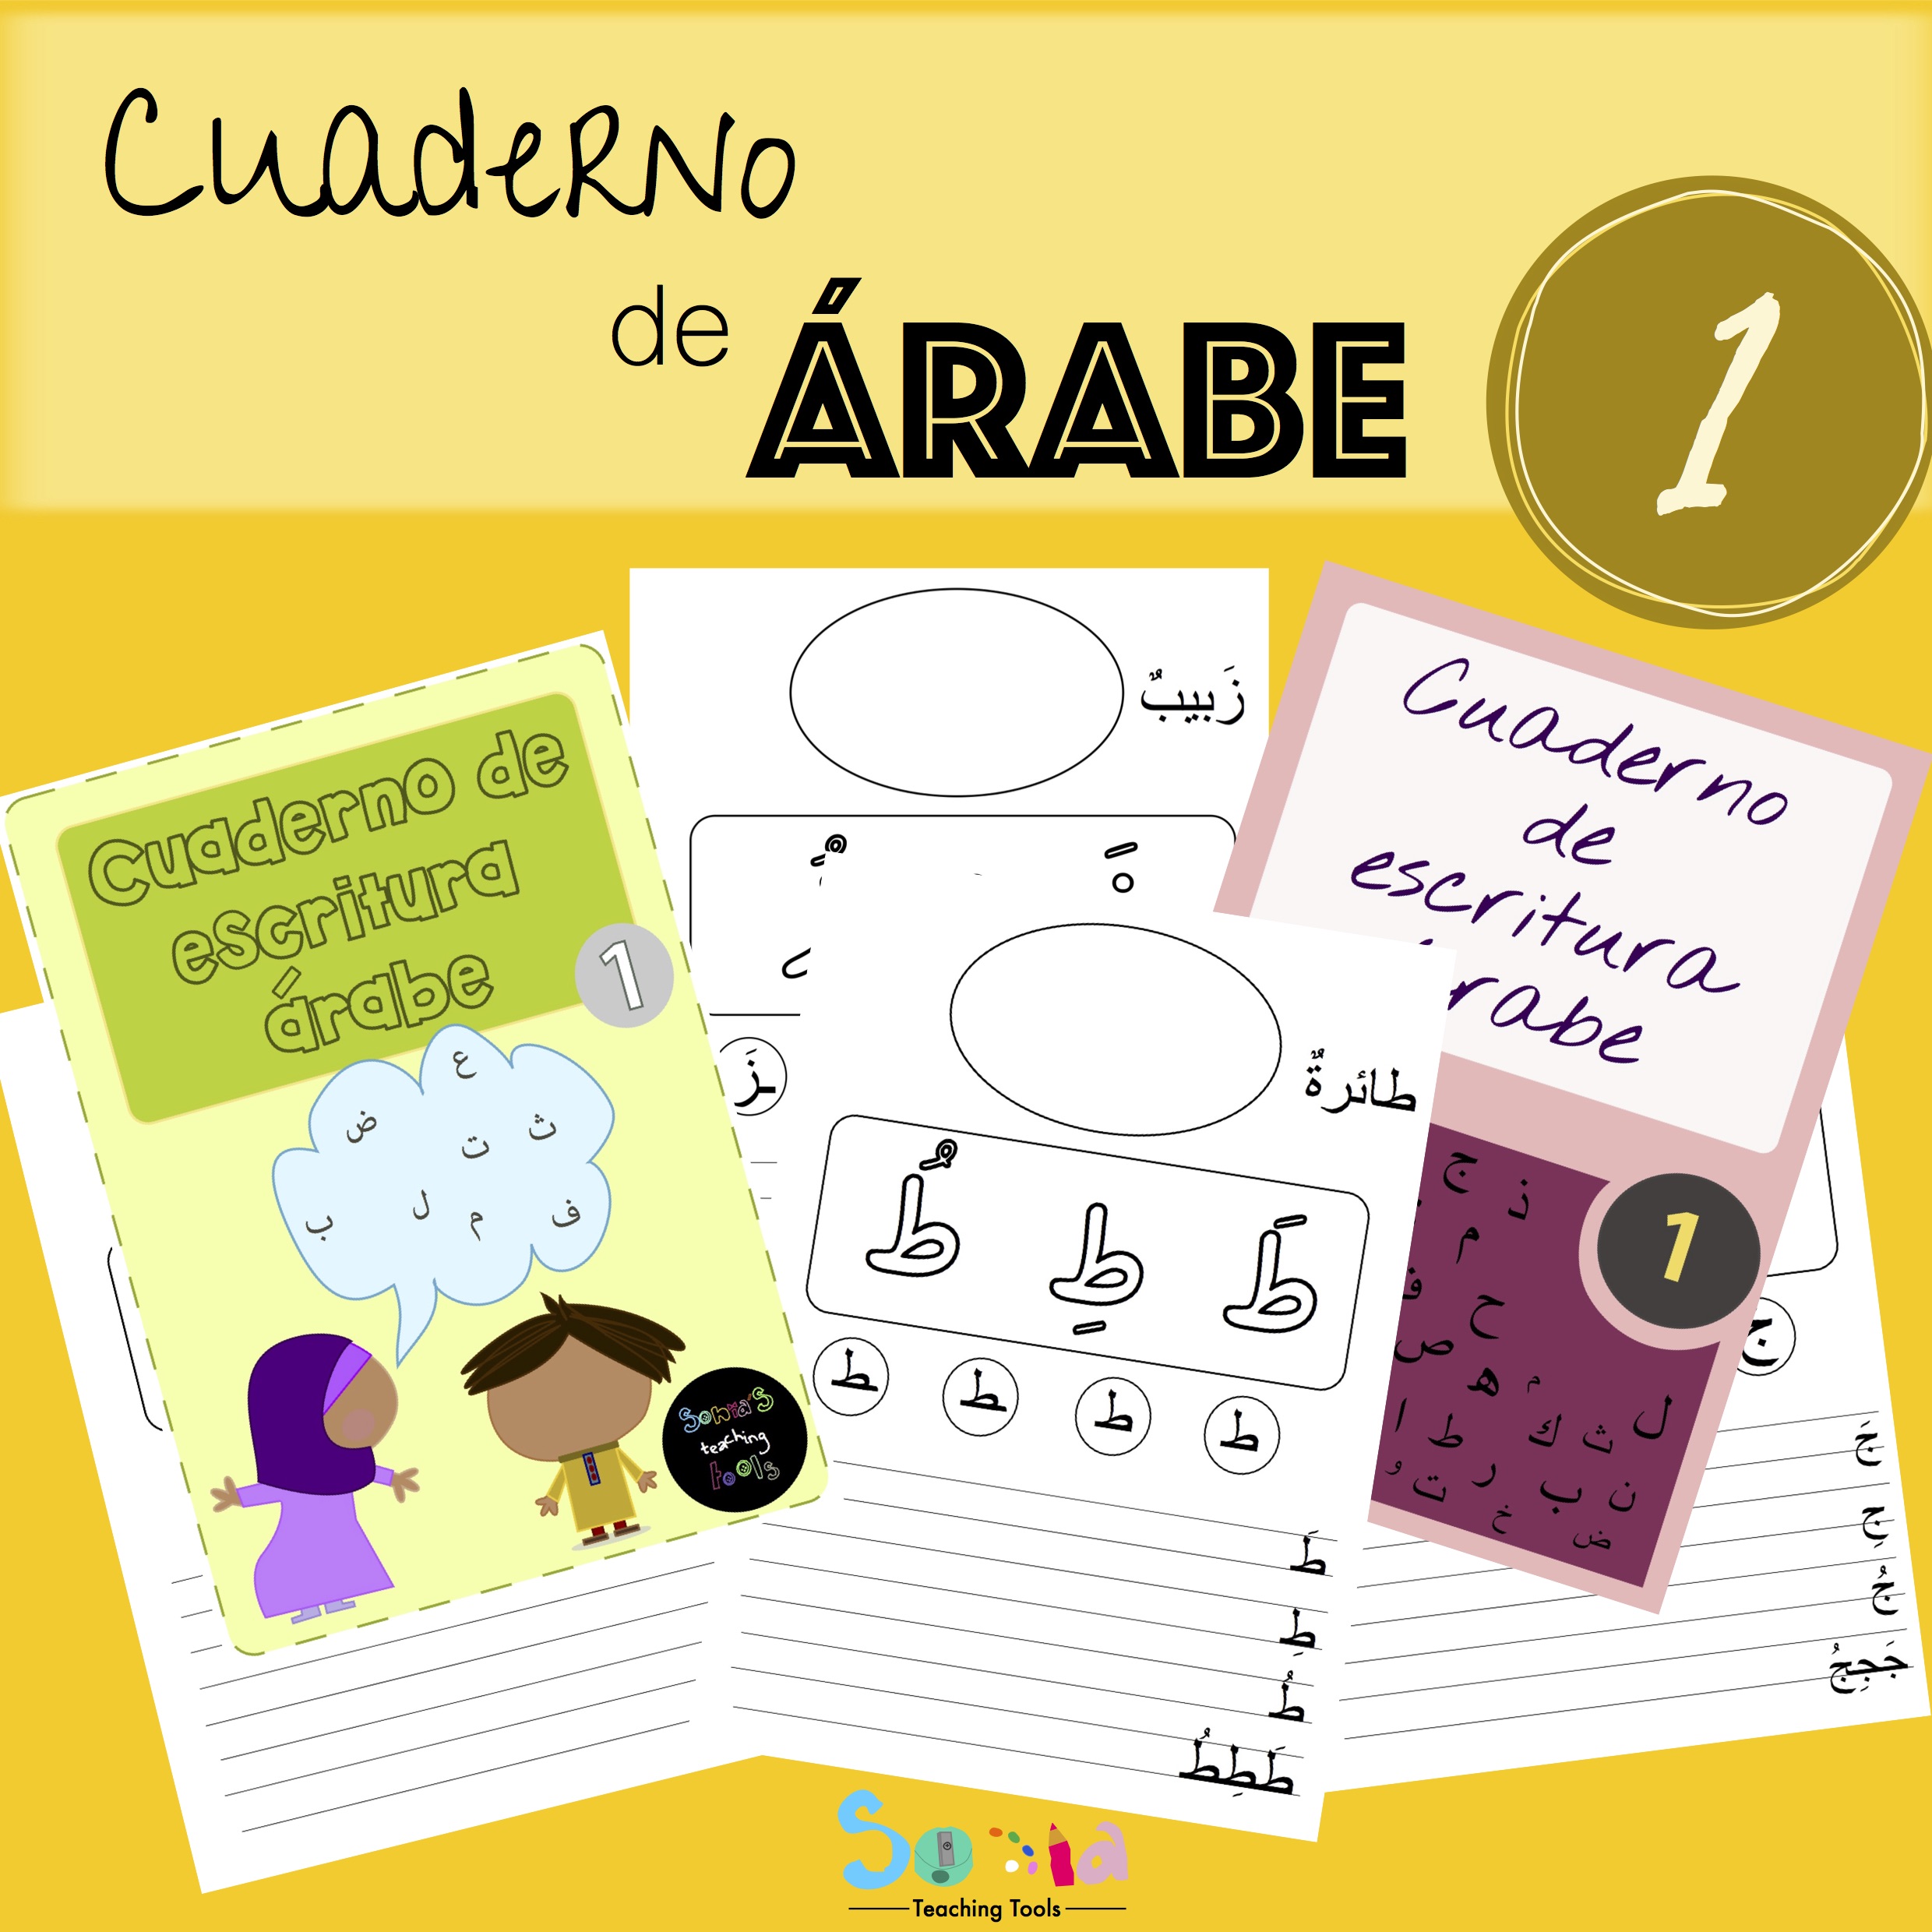 Cuaderno
de ÁRABE
1
زَبيبٌ
زَ
Cuaderno de
escritura
árabe
1
ع
ض
ت
ث
ب
ل
م
ف
sonia's
teaching
tools
طائرةٌ
طَ
طِ
طُ
ط
ط
ط
ط
طَ
طِ
طُ
طَطِطُ
Cuaderno
de
escritura
rabe
1
ج
ذ
م
ف
ح
ص
ه
م
ا
ط
ك
ث
ل
و
ت
ر
ب
ن
خ
ض
ج
جَ
جِ
جُ
جَجِجُ
Sonia
Teaching Tools